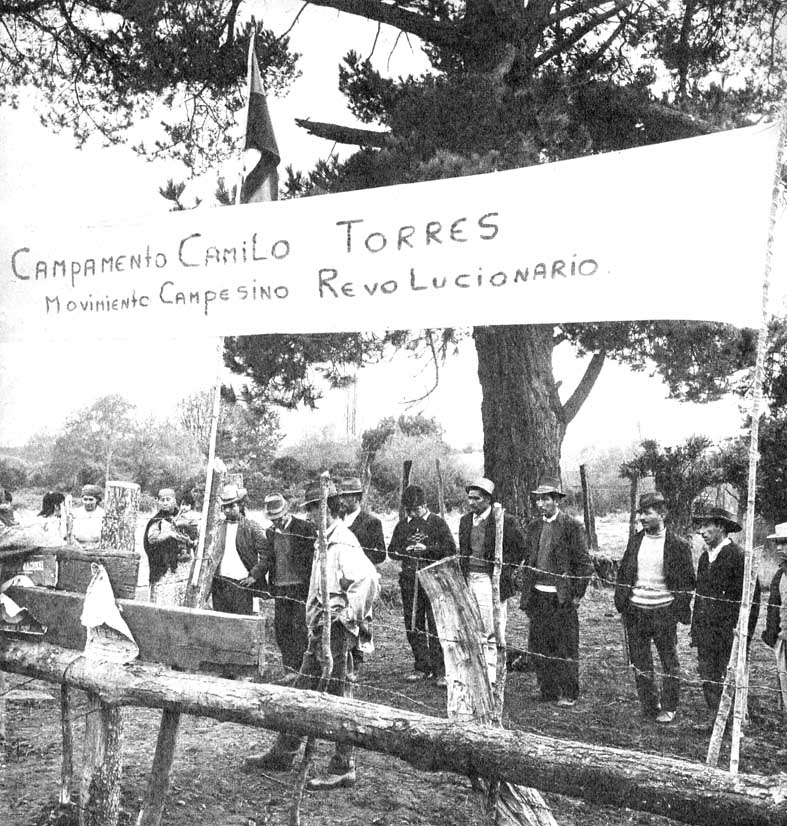 CAMPAMENTO CAMILO TORRES
MOVIMIENTO CAMPESINO REVOLUCIONARIO.